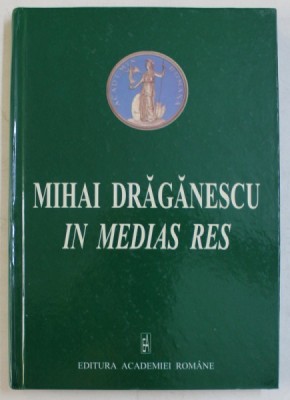 MIHAI DRĂGĂNESCU
IN MEDIAS RES
EDITURA ACADEMIEI ROMÂNE